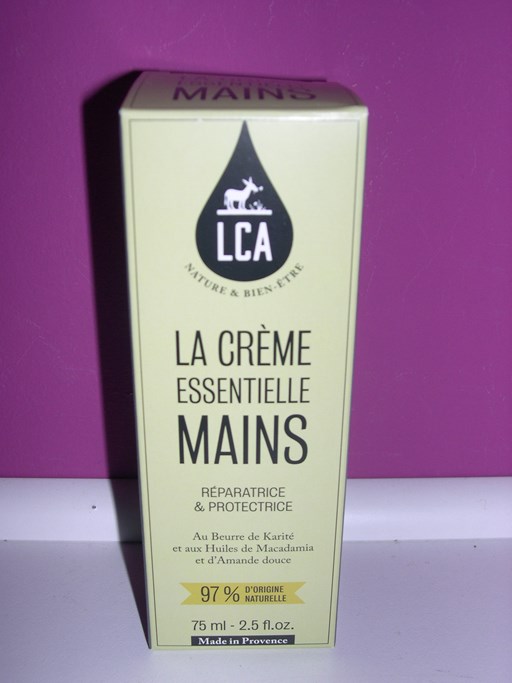 MAINS
LCA
NATURE & BIEN-ÊTRE
LA CRÈME
ESSENTIELLE
MAINS
RÉPARATRICE
& PROTECTRICE
Au Beurre de Karité
et aux Huiles de Macadamia
et d'Amande douce
97 % D'ORIGINE
NATURELLE
75 ml - 2.5 fl.oz.
Made in Provence